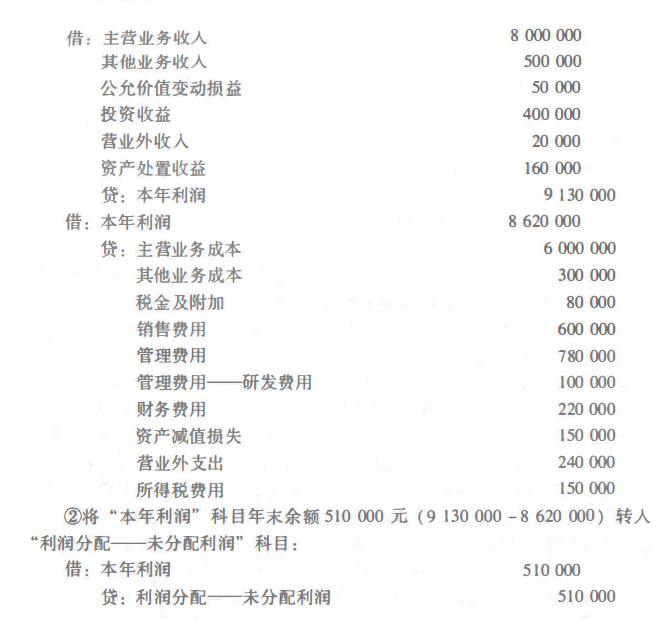 借：主营业务收入 8 000 000
其他业务收入 500 000
公允价值变动损益 50 000
投资收益 400 000
营业外收入 20 000
资产处置收益 160 000
贷：本年利润 9 130 000
借：本年利润 8 620 000
贷：主营业务成本 6 000 000
其他业务成本 300 000
税金及附加 80 000
销售费用 600 000
管理费用 780 000
管理费用——研发费用 100 000
财务费用 220 000
资产减值损失 150 000
营业外支出 240 000
所得税费用 150 000
②将“本年利润”科目年末余额 510 000 元（9 130 000－8 620 000）转入
“利润分配——未分配利润”科目：
借：本年利润 510 000
贷：利润分配——未分配利润 510 000